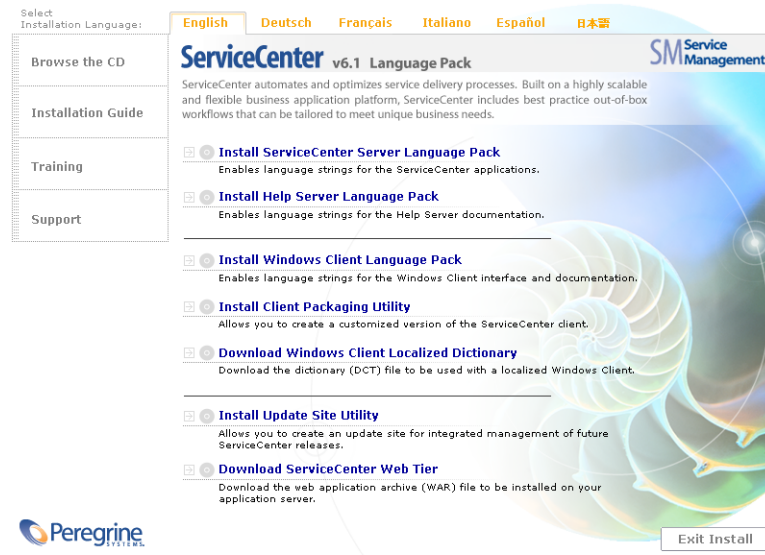 Select
Installation Language:
English Deutsch Français Italiano Español 日本語
Browse the CD
Installation Guide
Training
Support
ServiceCenter v6.1 Language Pack
SM Service
Management
ServiceCenter automates and optimizes service delivery processes. Built on a highly scalable
and flexible business application platform, ServiceCenter includes best practice out-of-box
workflows that can be tailored to meet unique business needs.
Install ServiceCenter Server Language Pack
Enables language strings for the ServiceCenter applications.
Install Help Server Language Pack
Enables language strings for the Help Server documentation.
Install Windows Client Language Pack
Enables language strings for the Windows Client interface and documentation.
Install Client Packaging Utility
Allows you to create a customized version of the ServiceCenter client.
Download Windows Client Localized Dictionary
Download the dictionary (DCT) file to be used with a localized Windows Client.
Install Update Site Utility
Allows you to create an update site for integrated management of future
ServiceCenter releases.
Download ServiceCenter Web Tier
Download the web application archive (WAR) file to be installed on your
application server.
Peregrine
SYSTEMS
Exit Install